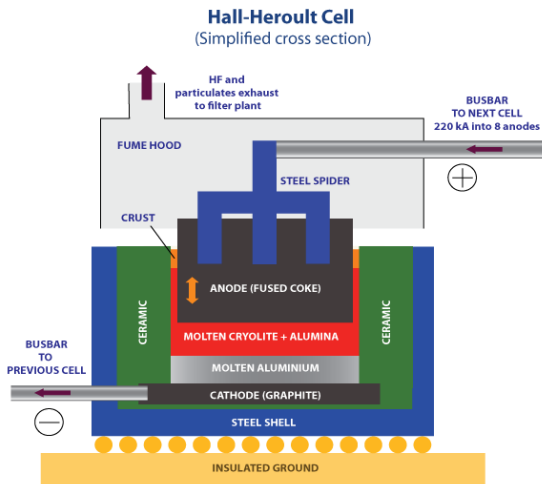 Hall-Heroult Cell
(Simplified cross section)
HF and
particulates exhaust
to filter plant
BUSBAR
TO NEXT CELL
220 kA into 8 anodes
FUME HOOD
STEEL SPIDER
CRUST
ANODE (FUSED COKE)
CERAMIC
CERAMIC
MOLTEN CRYOLITE + ALUMINA
BUSBAR
TO
PREVIOUS CELL
MOLTEN ALUMINIUM
CATHODE (GRAPHITE)
STEEL SHELL
INSULATED GROUND